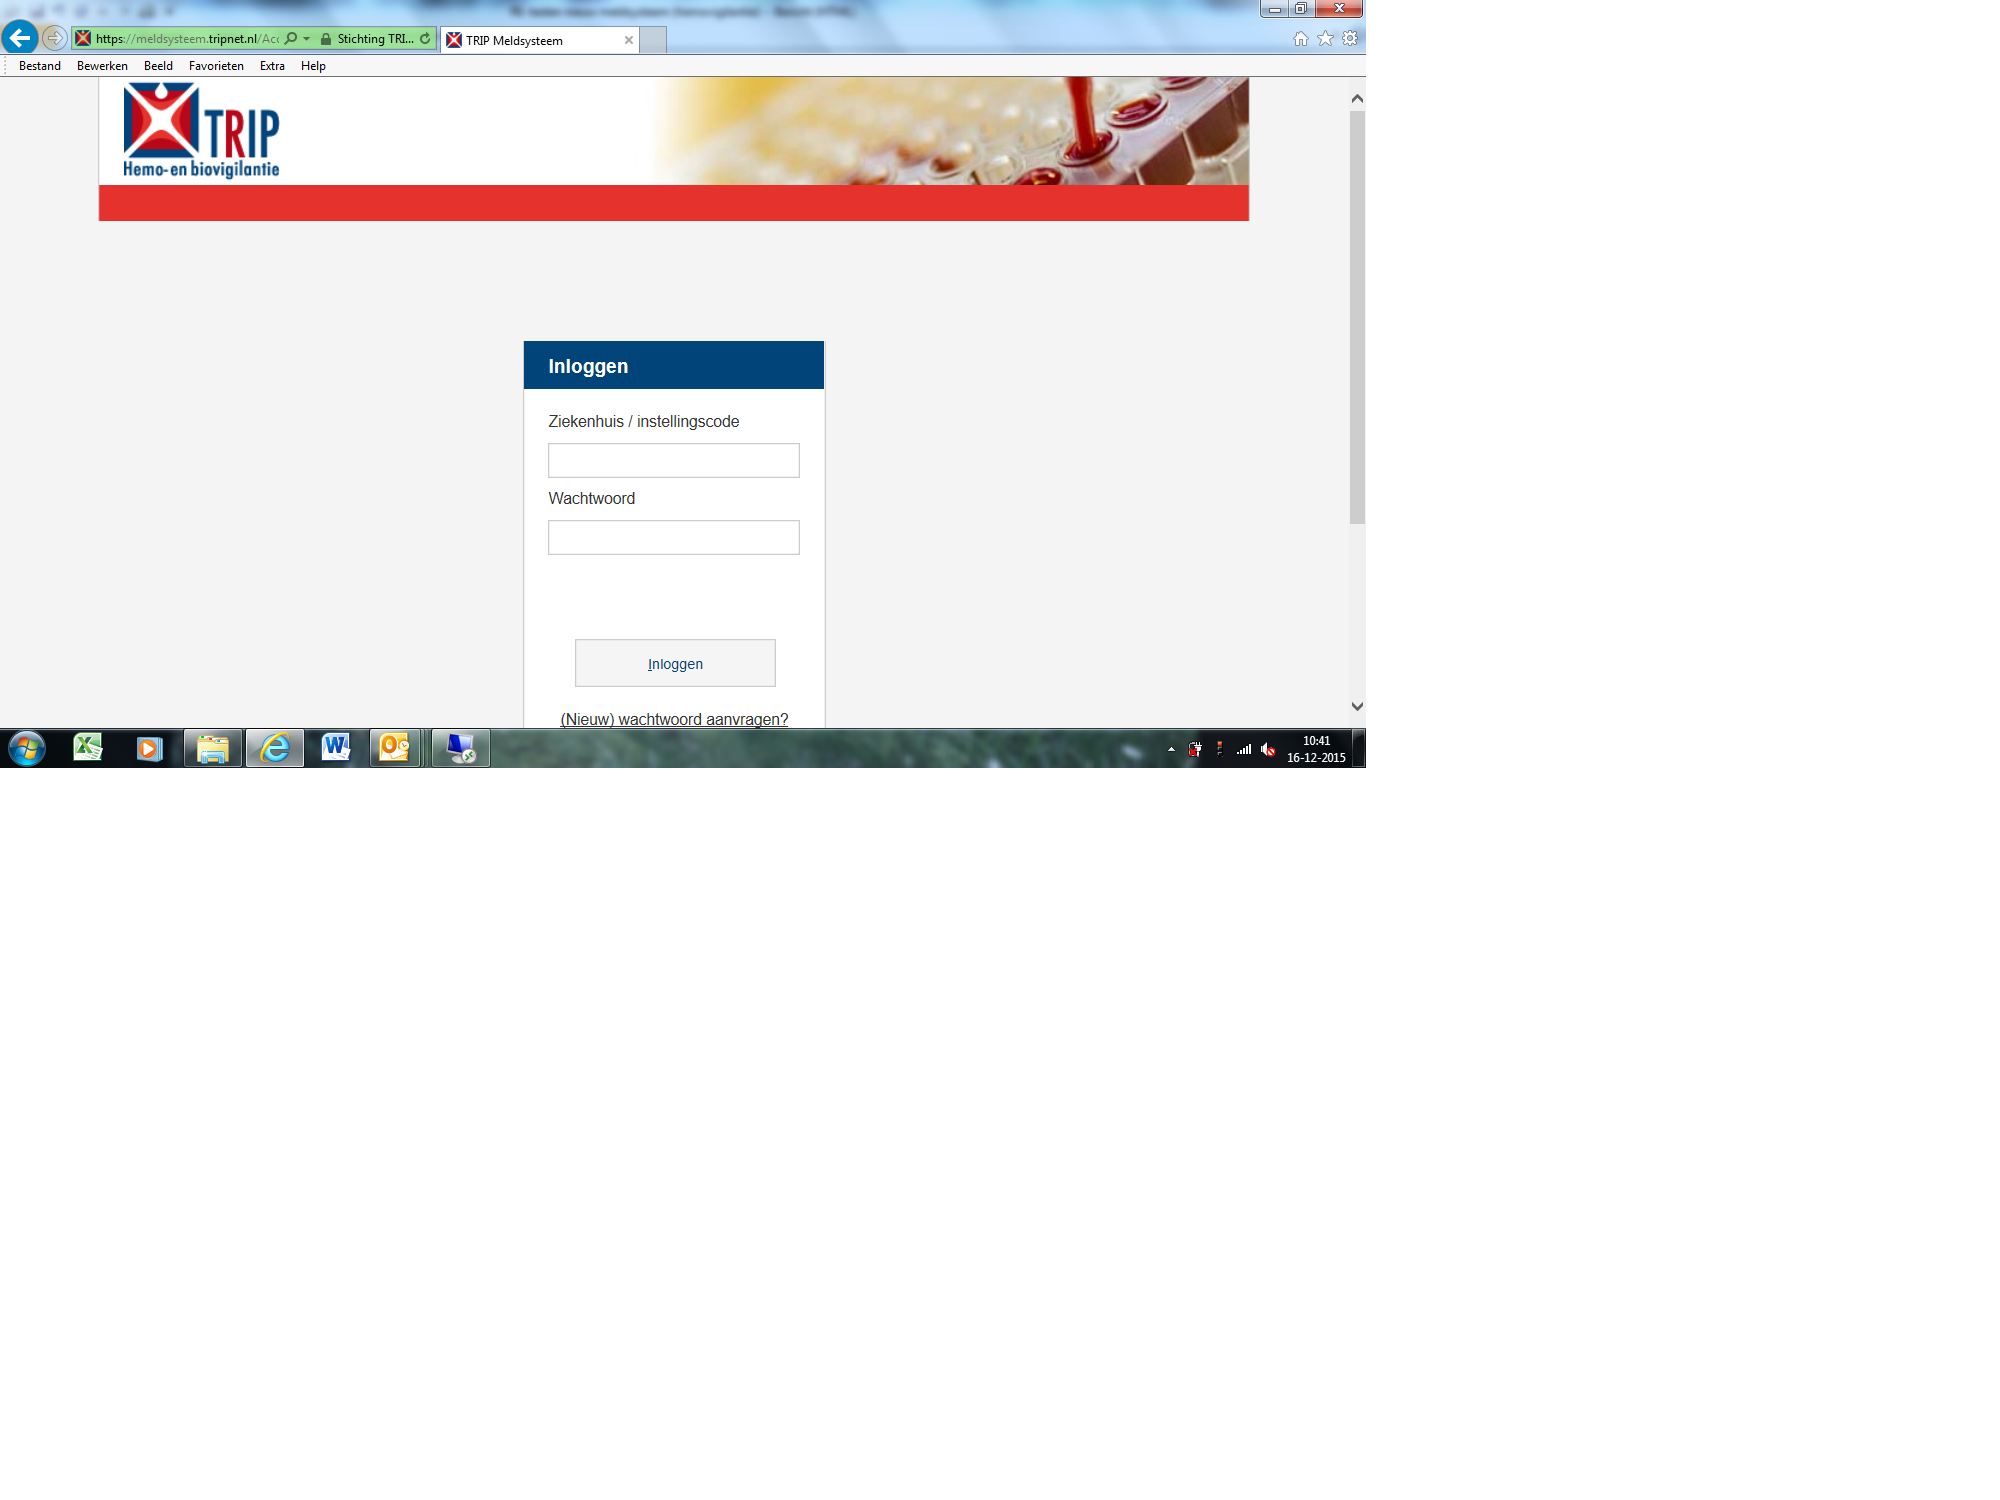 https://meldsysteem.tripnet.nl/Acc
Stichting TRI...
TRIP Meldsysteem
Bestand
Bewerken
Beeld
Favorieten
Extra
Help
TRIP
Hemo- en biovigilantie
Inloggen
Ziekenhuis / instellingscode
Wachtwoord
Inloggen
(Nieuw) wachtwoord aanvragen?
10:41
16-12-2015